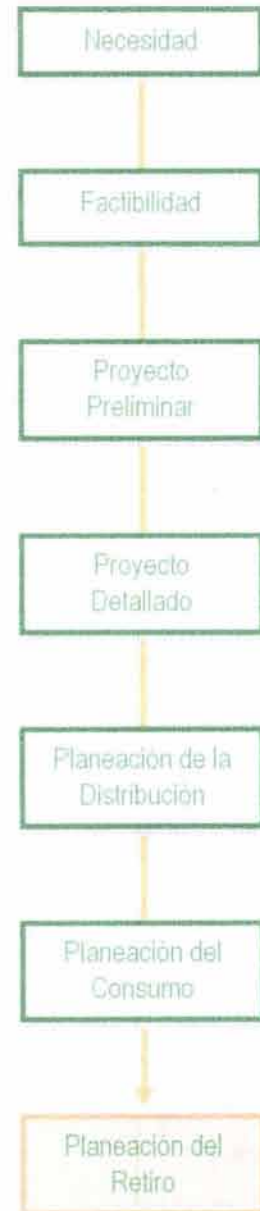 Necesidad
Factibilidad
Proyecto
Preliminar
Proyecto
Detallado
Planeación de la
Distribución
Planeación del
Consumo
Planeación del
Retiro